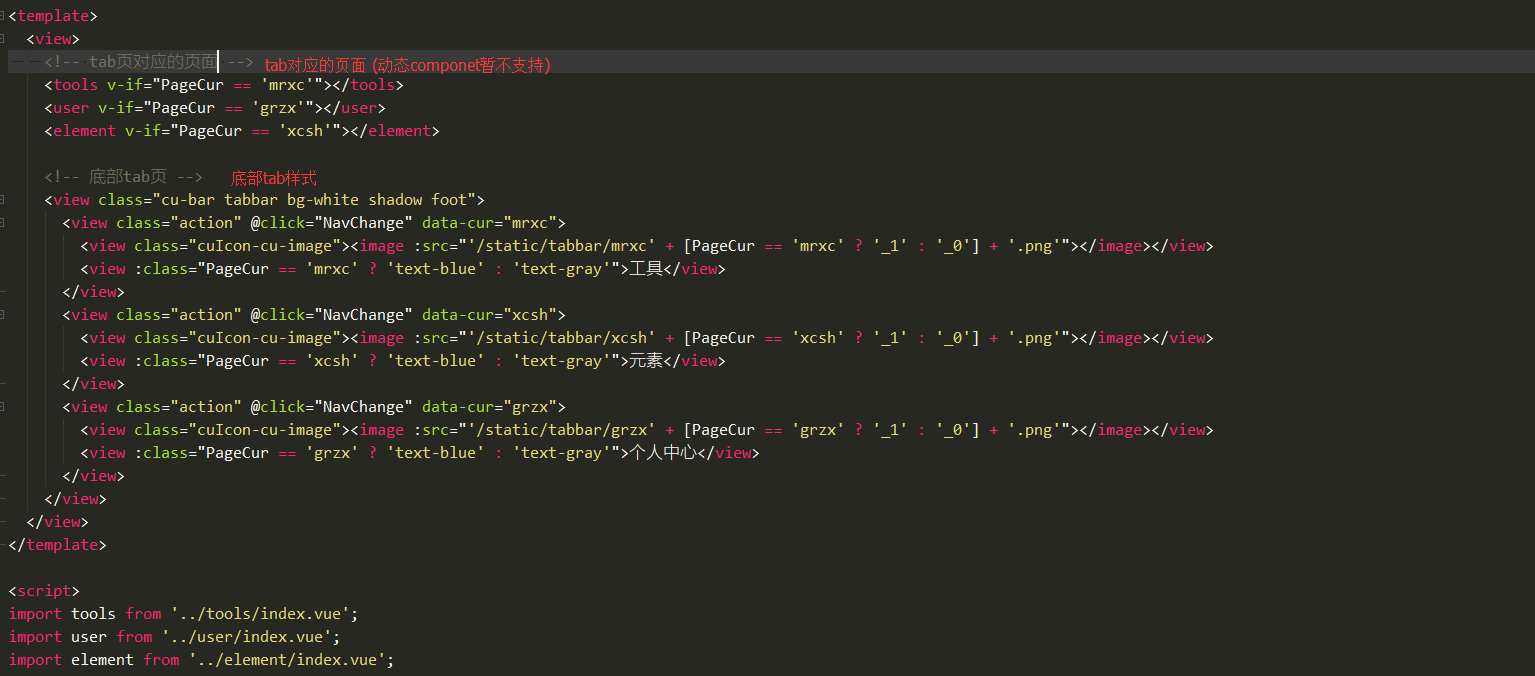 <template>
<view>
<!-- tab页对应的页面 --> tab对应的页面 (动态componet暂不支持)
<tools v-if="PageCur == 'mrxc'"></tools>
<user v-if="PageCur == 'grzx'"></user>
<element v-if="PageCur == 'xcsh'"></element>
<!-- 底部tab页 --> 底部tab样式
<view class="cu-bar tabbar bg-white shadow foot">
<view class="action" @click="NavChange" data-cur="mrxc">
<view class="cuIcon-cu-image"><image :src="'/static/tabbar/mrxc' + [PageCur == 'mrxc' ? '_1' : '_0'] + '.png'"></image></view>
<view :class="PageCur == 'mrxc' ? 'text-blue' : 'text-gray'">工具</view>
</view>
<view class="action" @click="NavChange" data-cur="xcsh">
<view class="cuIcon-cu-image"><image :src="'/static/tabbar/xcsh' + [PageCur == 'xcsh' ? '_1' : '_0'] + '.png'"></image></view>
<view :class="PageCur == 'xcsh' ? 'text-blue' : 'text-gray'">元素</view>
</view>
<view class="action" @click="NavChange" data-cur="grzx">
<view class="cuIcon-cu-image"><image :src="'/static/tabbar/grzx' + [PageCur == 'grzx' ? '_1' : '_0'] + '.png'"></image></view>
<view :class="PageCur == 'grzx' ? 'text-blue' : 'text-gray'">个人中心</view>
</view>
</view>
</view>
</template>
<script>
import tools from '../tools/index.vue';
import user from '../user/index.vue';
import element from '../element/index.vue';